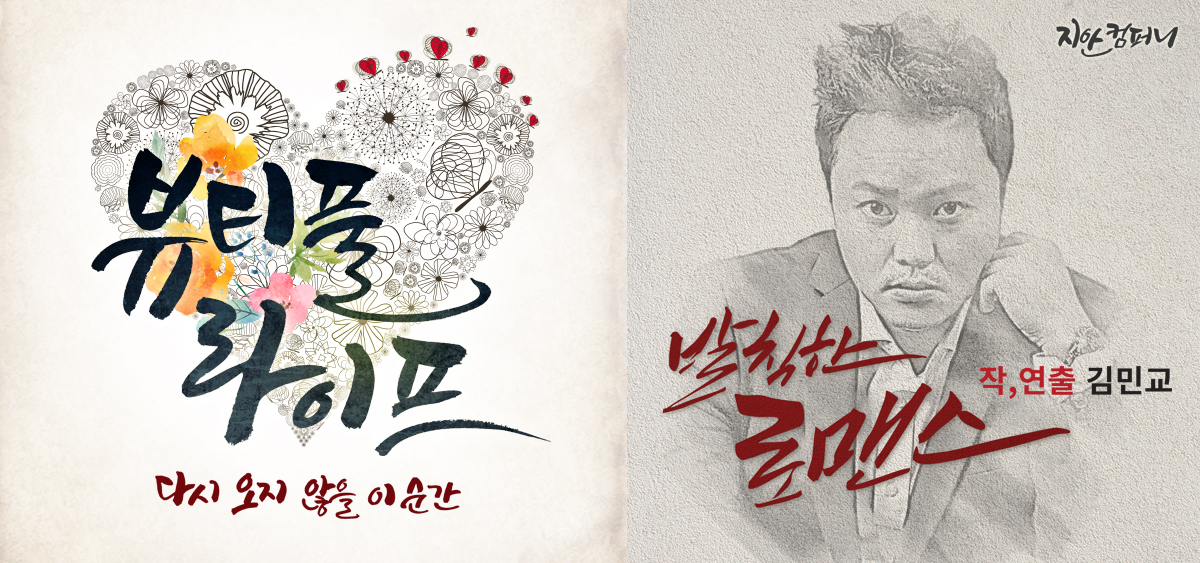 뷰티플
라이프
다시 오지 않을 이 순간
지안컴퍼니
발칙한
로맨스
작,연출 김민교